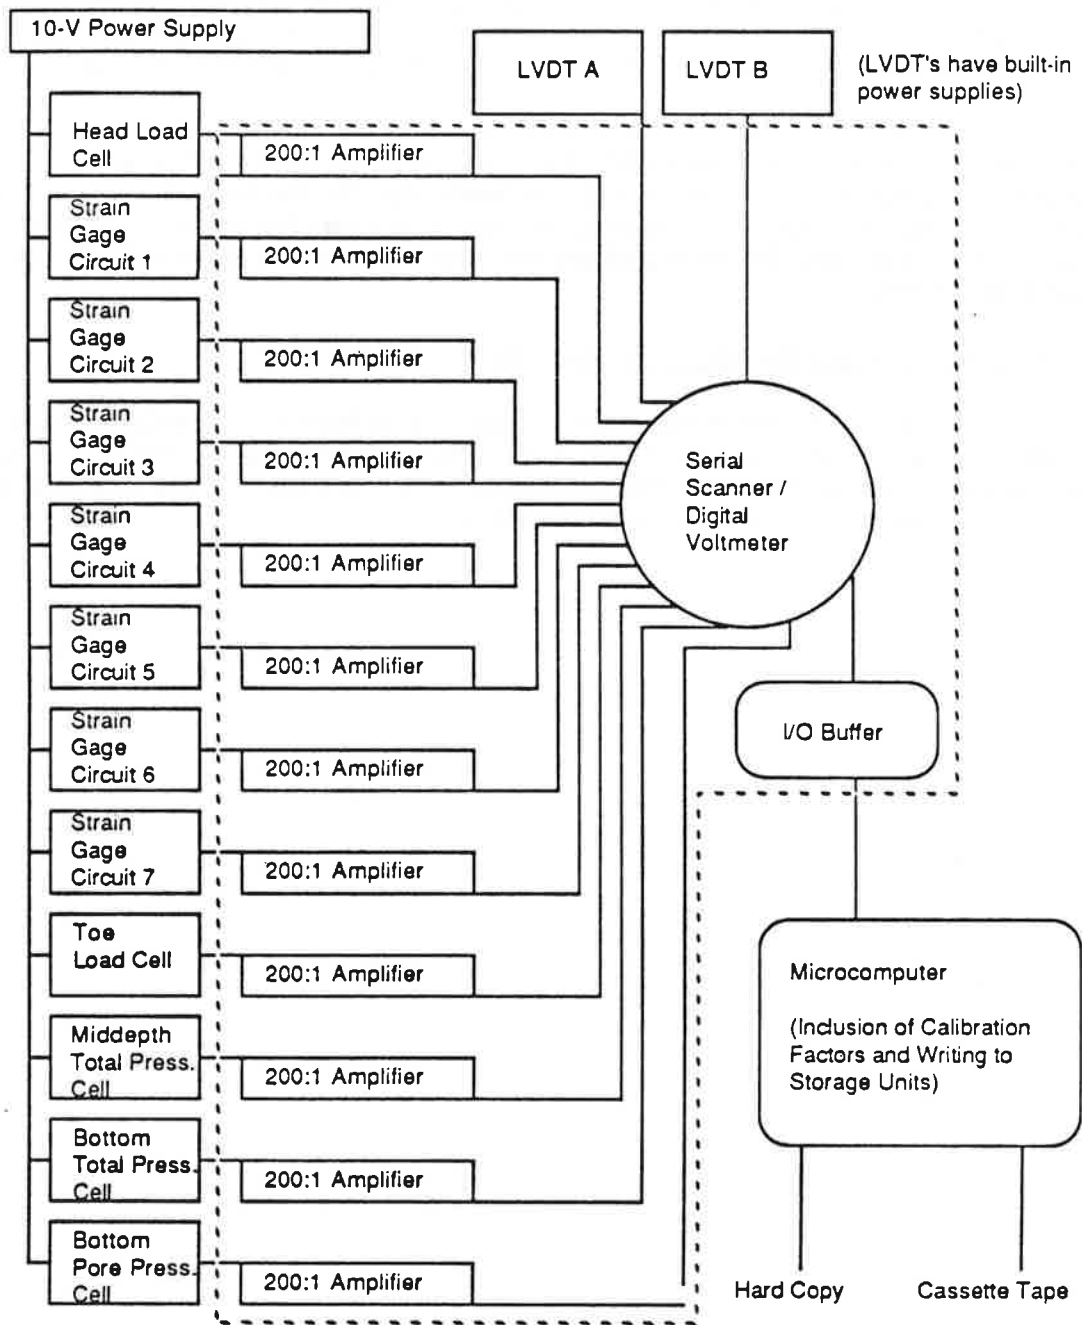 10-V Power Supply
LVDT A
LVDT B
(LVDT's have built-in
power supplies)
Head Load
Cell
200:1 Amplifier
Strain
Gage
Circuit 1
200:1 Amplifier
Strain
Gage
Circuit 2
200:1 Amplifier
Strain
Gage
Circuit 3
200:1 Amplifier
Strain
Gage
Circuit 4
200:1 Amplifier
Strain
Gage
Circuit 5
200:1 Amplifier
Strain
Gage
Circuit 6
200:1 Amplifier
Strain
Gage
Circuit 7
200:1 Amplifier
Toe
Load Cell
200:1 Amplifier
Middepth
Total Press.
Cell
200:1 Amplifier
Bottom
Total Press.
Cell
200:1 Amplifier
Bottom
Pore Press.
Cell
200:1 Amplifier
Serial
Scanner /
Digital
Voltmeter
I/O Buffer
Microcomputer
(Inclusion of Calibration
Factors and Writing to
Storage Units)
Hard Copy
Cassette Tape